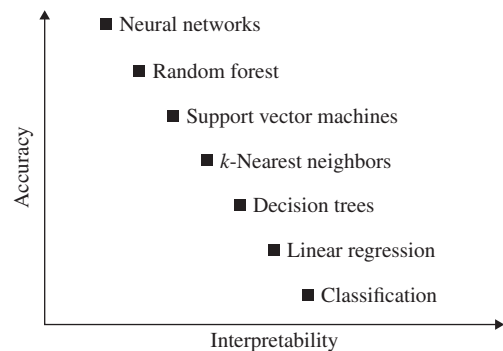 Neural networks
Random forest
Support vector machines
k-Nearest neighbors
Decision trees
Linear regression
Classification
Accuracy
Interpretability